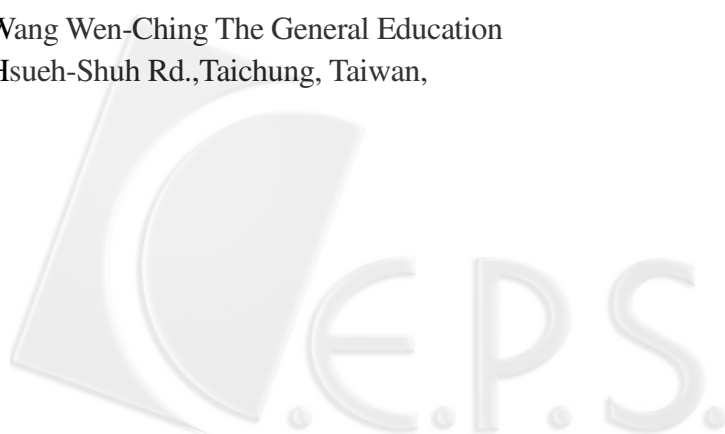 Wang Wen-Ching The General Education
Hsueh-Shuh Rd.,Taichung, Taiwan,
C.E.P.S.